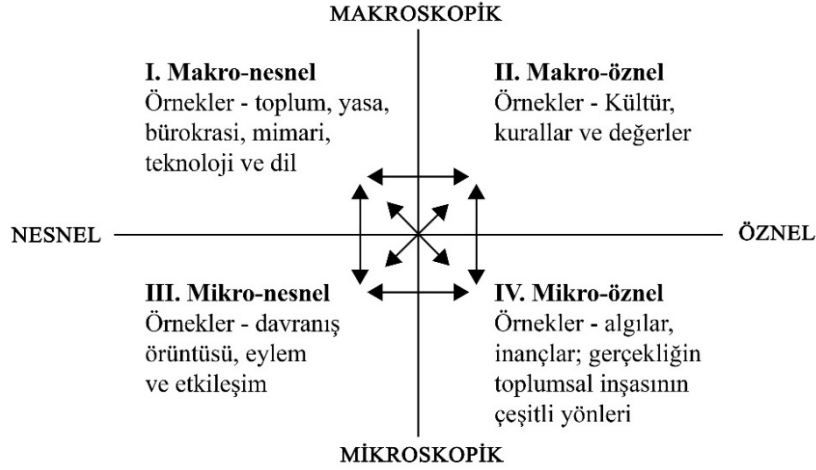 MAKROSKOPİK
I. Makro-nesnel
Örnekler - toplum, yasa,
bürokrasi, mimari,
teknoloji ve dil
II. Makro-öznel
Örnekler - Kültür,
kurallar ve değerler
NESNEL
ÖZNEL
III. Mikro-nesnel
Örnekler - davranış
örüntüsü, eylem
ve etkileşim
IV. Mikro-öznel
Örnekler - algılar,
inançlar; gerçekliğin
toplumsal inşasının
çeşitli yönleri
MİKROSKOPİK